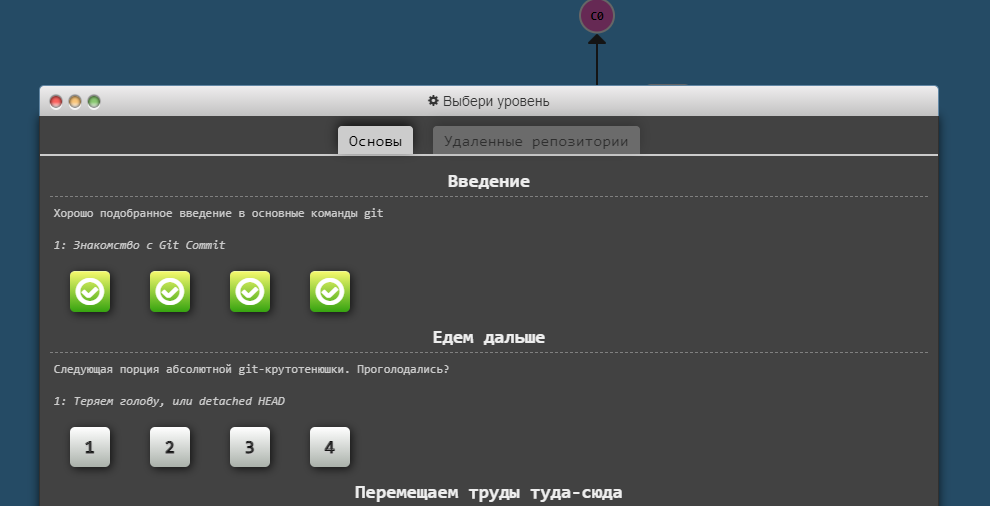 C0
Выбери уровень
Основы
Удаленные репозитории
Введение
Хорошо подобранное введение в основные команды git
1: Знакомство с Git Commit
Едем дальше
Следующая порция абсолютной git-крутотенюшки. Проголодались?
1: Теряем голову, или detached HEAD
1 2 3 4
Перемещаем труды туда-сюда